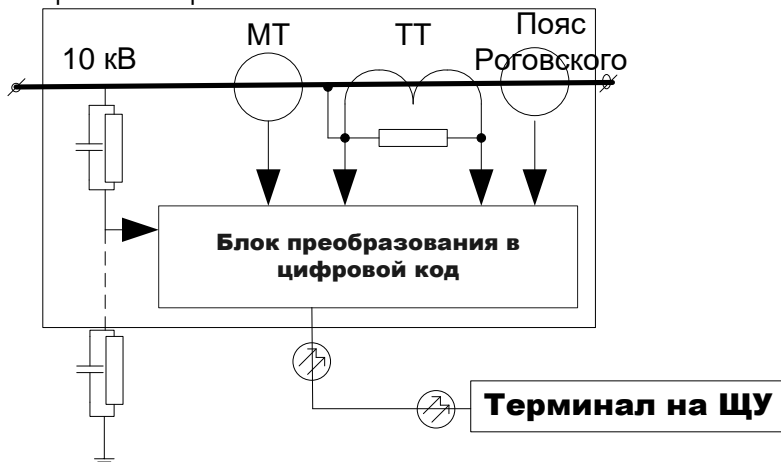 10 кВ
МТ
ТТ
Пояс
Роговского
Блок преобразования в
цифровой код
Терминал на ЩУ